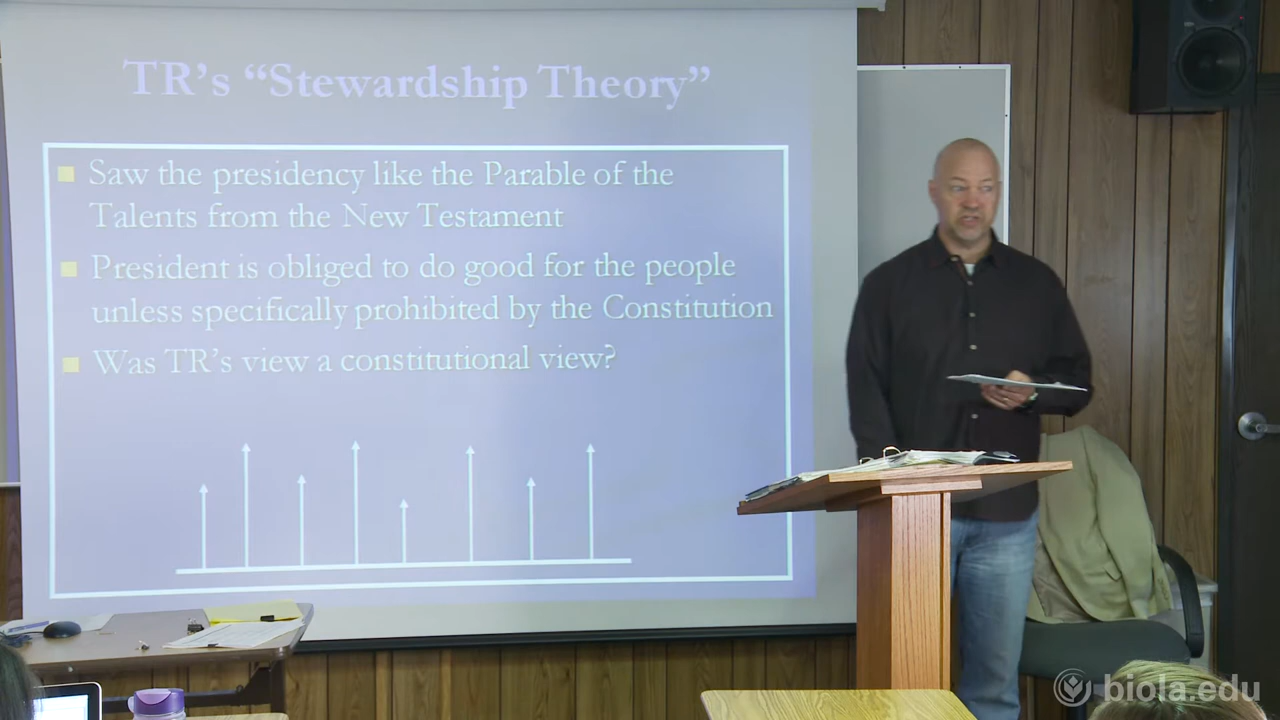 TR's “Stewardship Theory”
Saw the presidency like the Parable of the
Talents from the New Testament
President is obliged to do good for the people
unless specifically prohibited by the Constitution
Was TR's view a constitutional view?
biola.edu